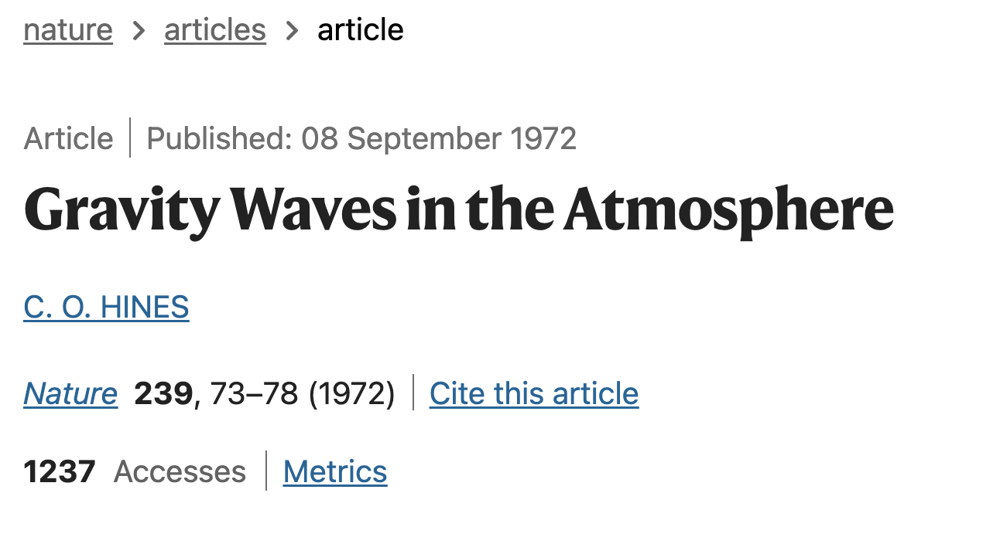 nature > articles > article
Article | Published: 08 September 1972
Gravity Waves in the Atmosphere
C. O. HINES
Nature 239, 73–78 (1972) | Cite this article
1237 Accesses | Metrics